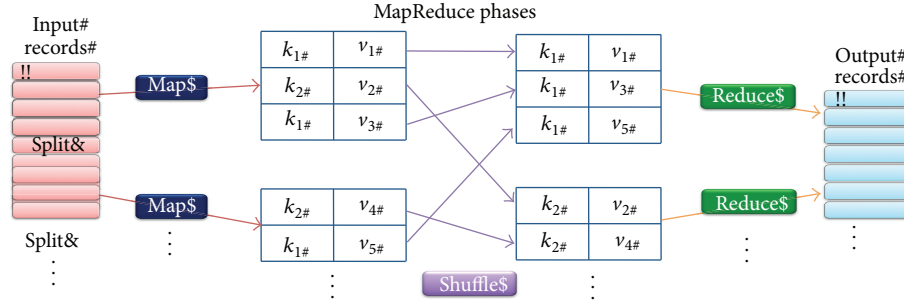 MapReduce phases
Input#
records#
!!
Split&
Split&
Map$
Map$
k1# v1#
k2# v2#
k1# v3#
k2# v4#
k1# v5#
Shuffle$
k1# v1#
k1# v3#
k1# v5#
k2# v2#
k2# v4#
Reduce$
Reduce$
Output#
records#
!!